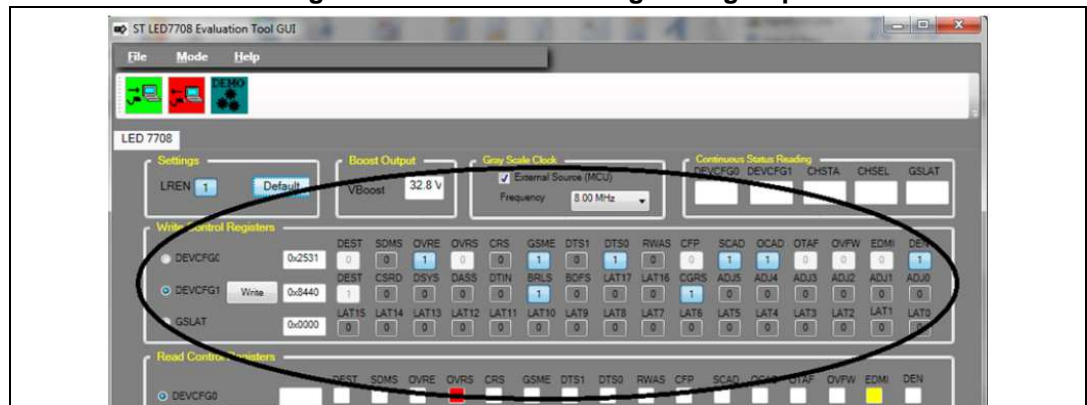 ST LED7708 Evaluation Tool GUI
File Mode Help
DEMO
LED 7708
Settings Boost Output Gray Scale Clock Continuous Status Reading
LREN 1 Default VBoost 32.8 V External Source (MCU) DEVCFG0 DEVCFG1 CHSTA CHSEL GSLAT
Frequency 8.00 MHz
Write Control Registers
DEST SDMS OVRE OVRS CRS GSME DTS1 DTS0 RWAS CFP SCAD OCAD OTAF OVFW EDMI DEN
DEVCFG0 0x2531 0 0 1 0 0 1 0 1 0 0 1 1 0 0 0 1
DEST CSRD DSYS DASS DTIN BRLS BOFS LAT17 LAT16 CGRS ADJ5 ADJ4 ADJ3 ADJ2 ADJ1 ADJ0
DEVCFG1 Write 0x8440 1 0 0 0 0 1 0 0 0 1 0 0 0 0 0 0
LAT15 LAT14 LAT13 LAT12 LAT11 LAT10 LAT9 LAT8 LAT7 LAT6 LAT5 LAT4 LAT3 LAT2 LAT1 LAT0
GSLAT 0x0000 0 0 0 0 0 0 0 0 0 0 0 0 0 0 0 0
Read Control Registers
DEST SDMS OVRE OVRS CRS GSME DTS1 DTS0 RWAS CFP SCAD OCAD OTAF OVFW EDMI DEN
DEVCFG0